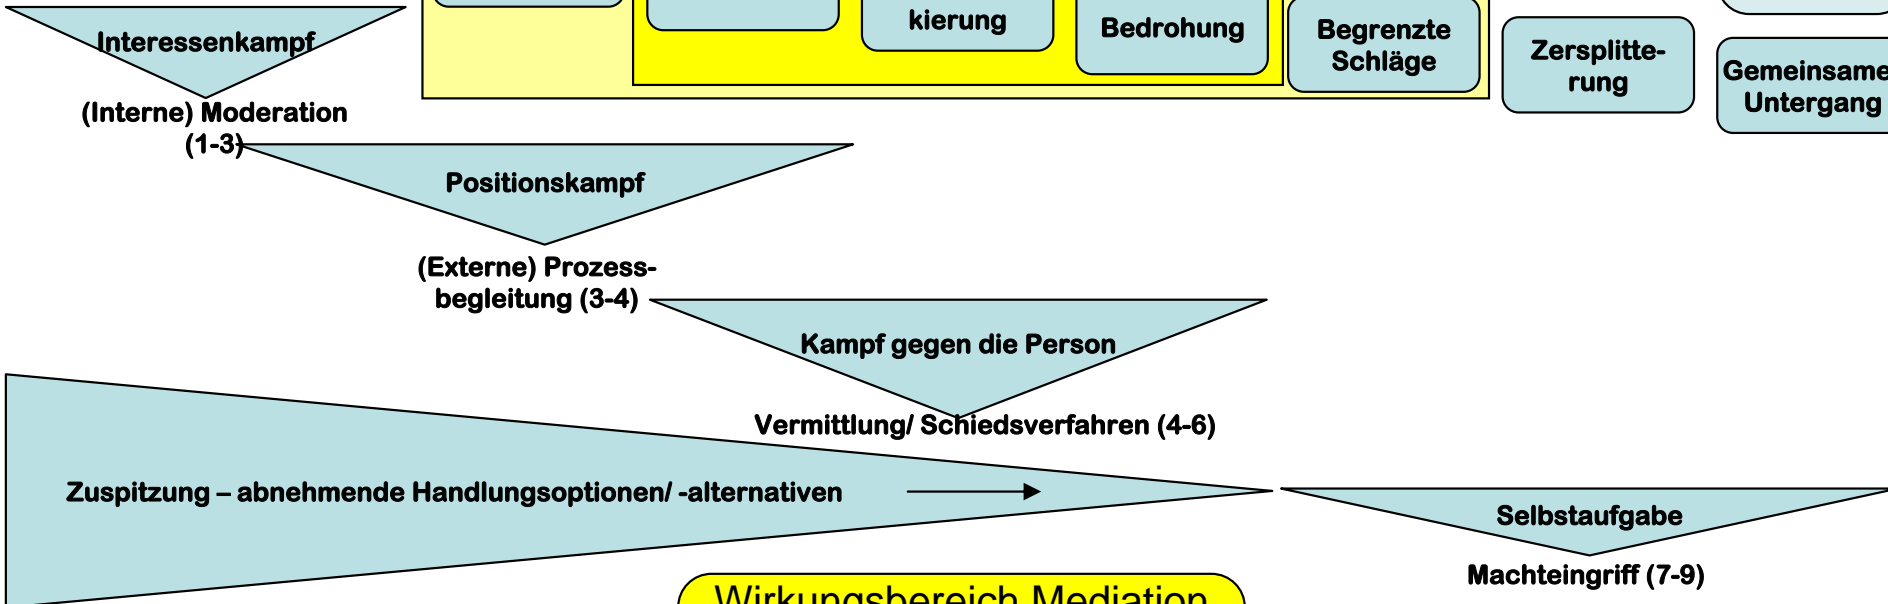 kierung
Bedrohung
Begrenzte
Schläge
Zersplitte-
rung
Gemeinsame
Untergang
Interessenkampf
(Interne) Moderation
(1-3)
Positionskampf
(Externe) Prozess-
begleitung (3-4)
Kampf gegen die Person
Vermittlung/ Schiedsverfahren (4-6)
Zuspitzung – abnehmende Handlungsoptionen/ -alternativen
Selbstaufgabe
Machteingriff (7-9)
Wirkungsbereich Mediation